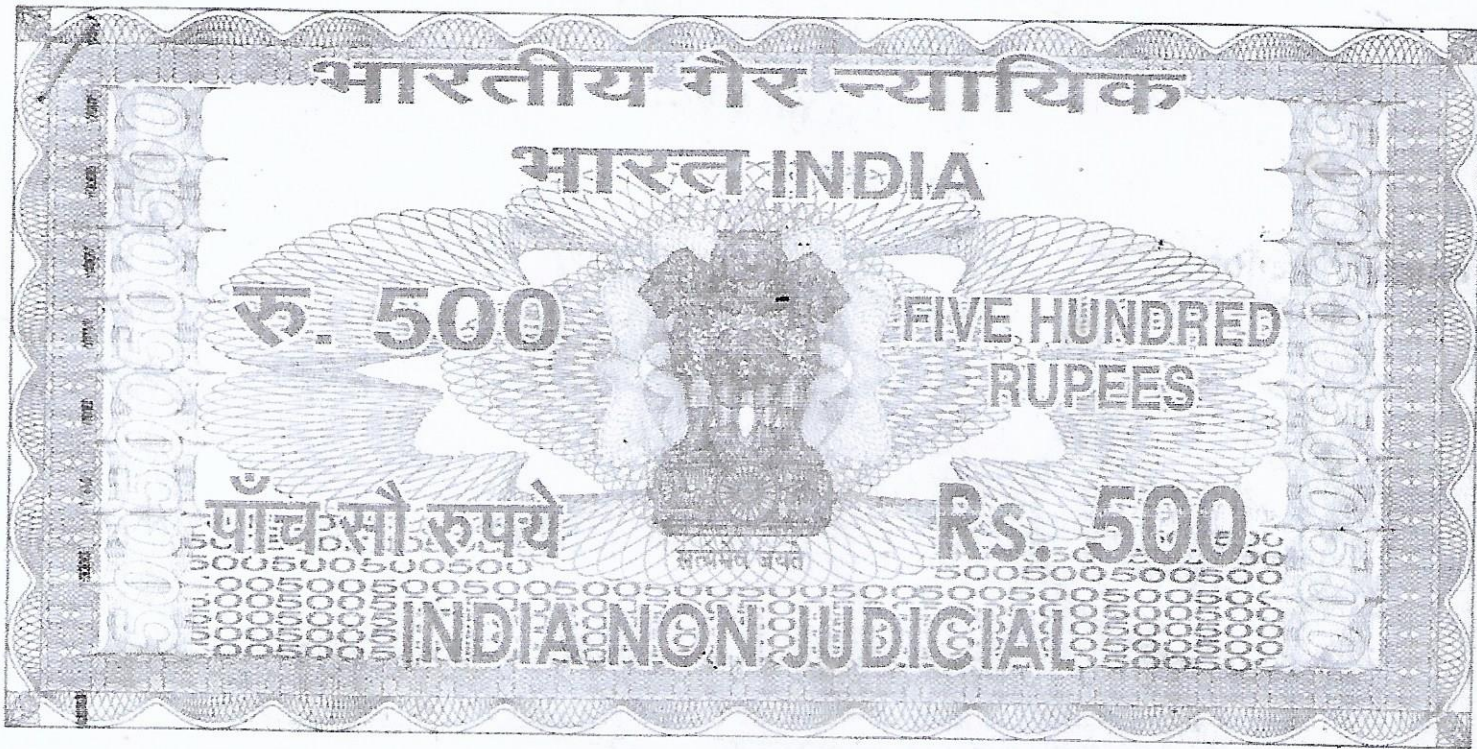 भारतीय गैर न्यायिक
भारत INDIA
रु. 500
FIVE HUNDRED
RUPEES
पाँच सौ रुपये
Rs. 500
सत्यमेव जयते
INDIA NON JUDICIAL